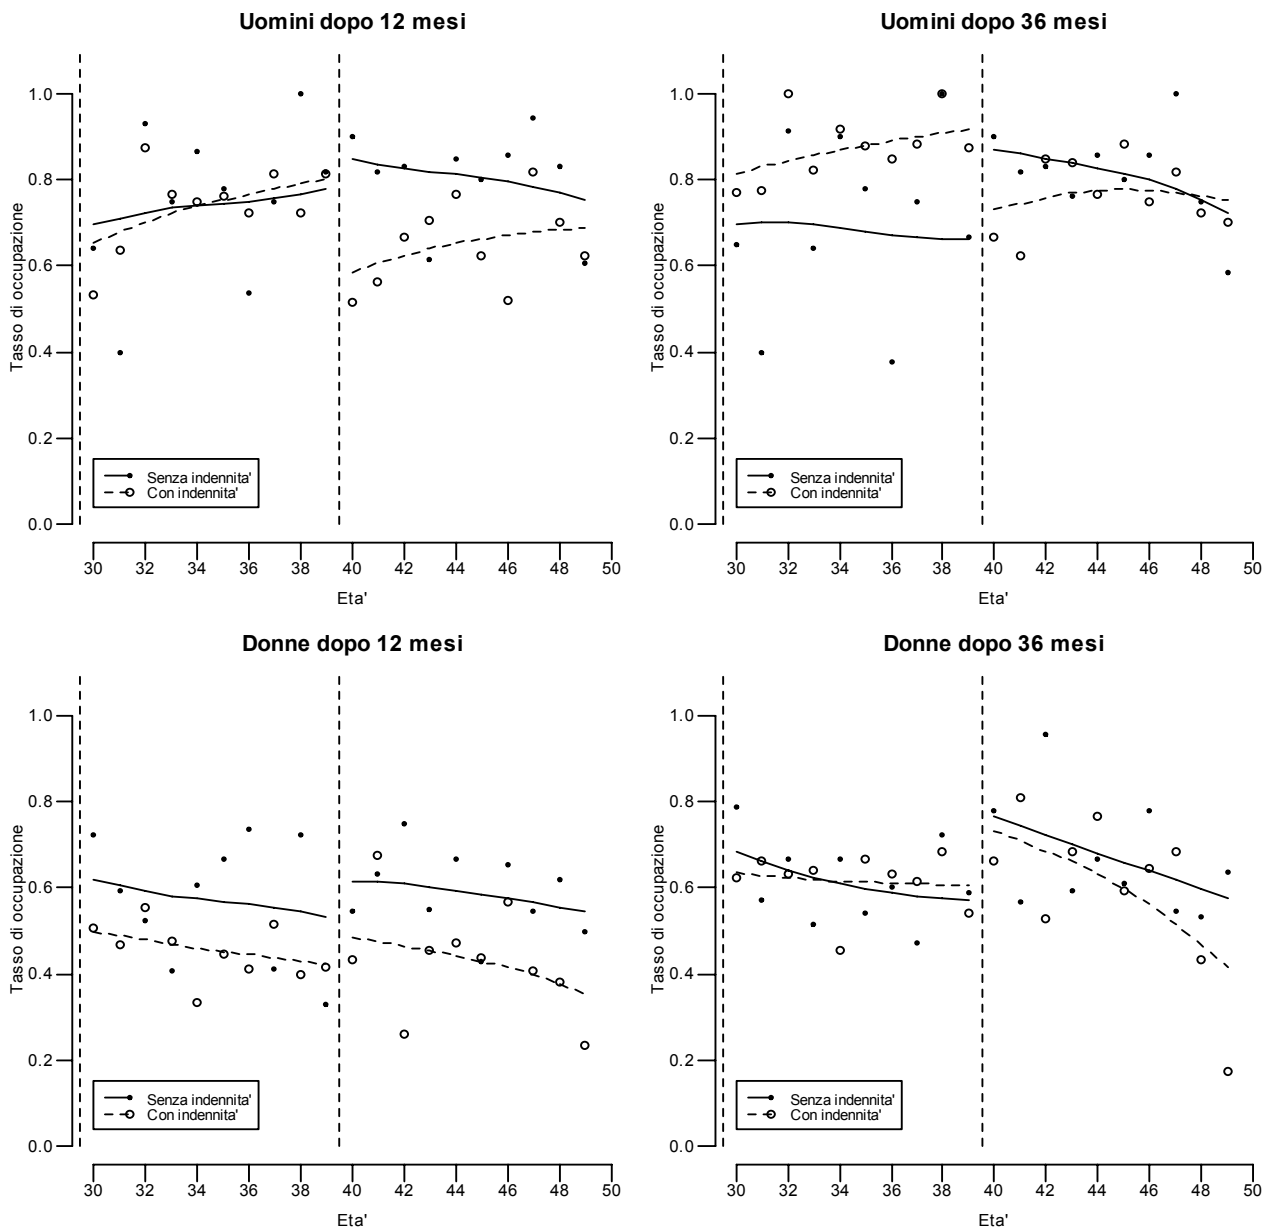 Uomini dopo 12 mesi
Tasso di occupazione
1.0
0.8
0.6
0.4
0.2
0.0
Senza indennita'
Con indennita'
30 32 34 36 38 40 42 44 46 48 50
Eta'
Uomini dopo 36 mesi
Tasso di occupazione
1.0
0.8
0.6
0.4
0.2
0.0
Senza indennita'
Con indennita'
30 32 34 36 38 40 42 44 46 48 50
Eta'
Donne dopo 12 mesi
Tasso di occupazione
1.0
0.8
0.6
0.4
0.2
0.0
Senza indennita'
Con indennita'
30 32 34 36 38 40 42 44 46 48 50
Eta'
Donne dopo 36 mesi
Tasso di occupazione
1.0
0.8
0.6
0.4
0.2
0.0
Senza indennita'
Con indennita'
30 32 34 36 38 40 42 44 46 48 50
Eta'